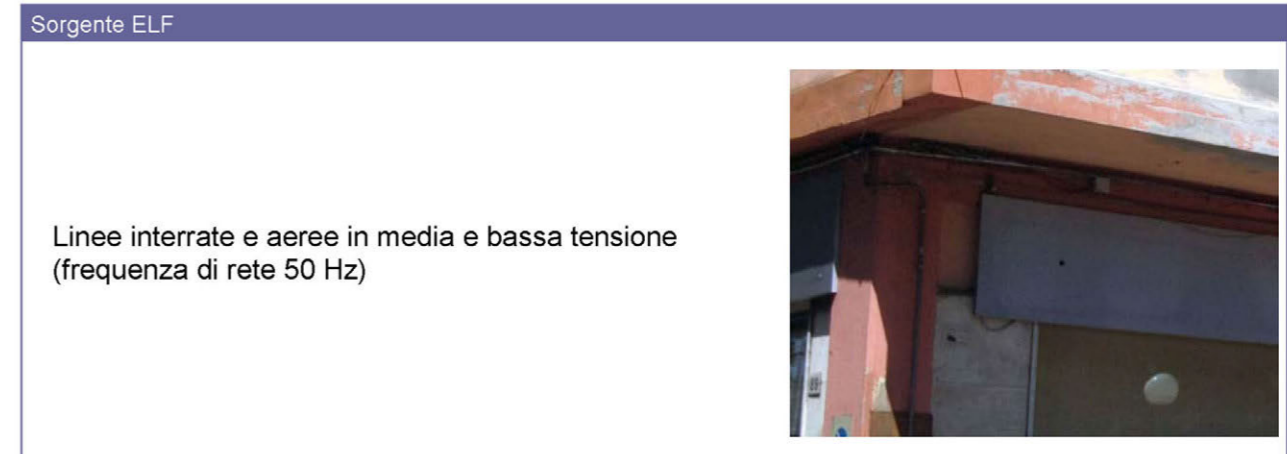 Sorgente ELF
Linee interrate e aeree in media e bassa tensione
(frequenza di rete 50 Hz)